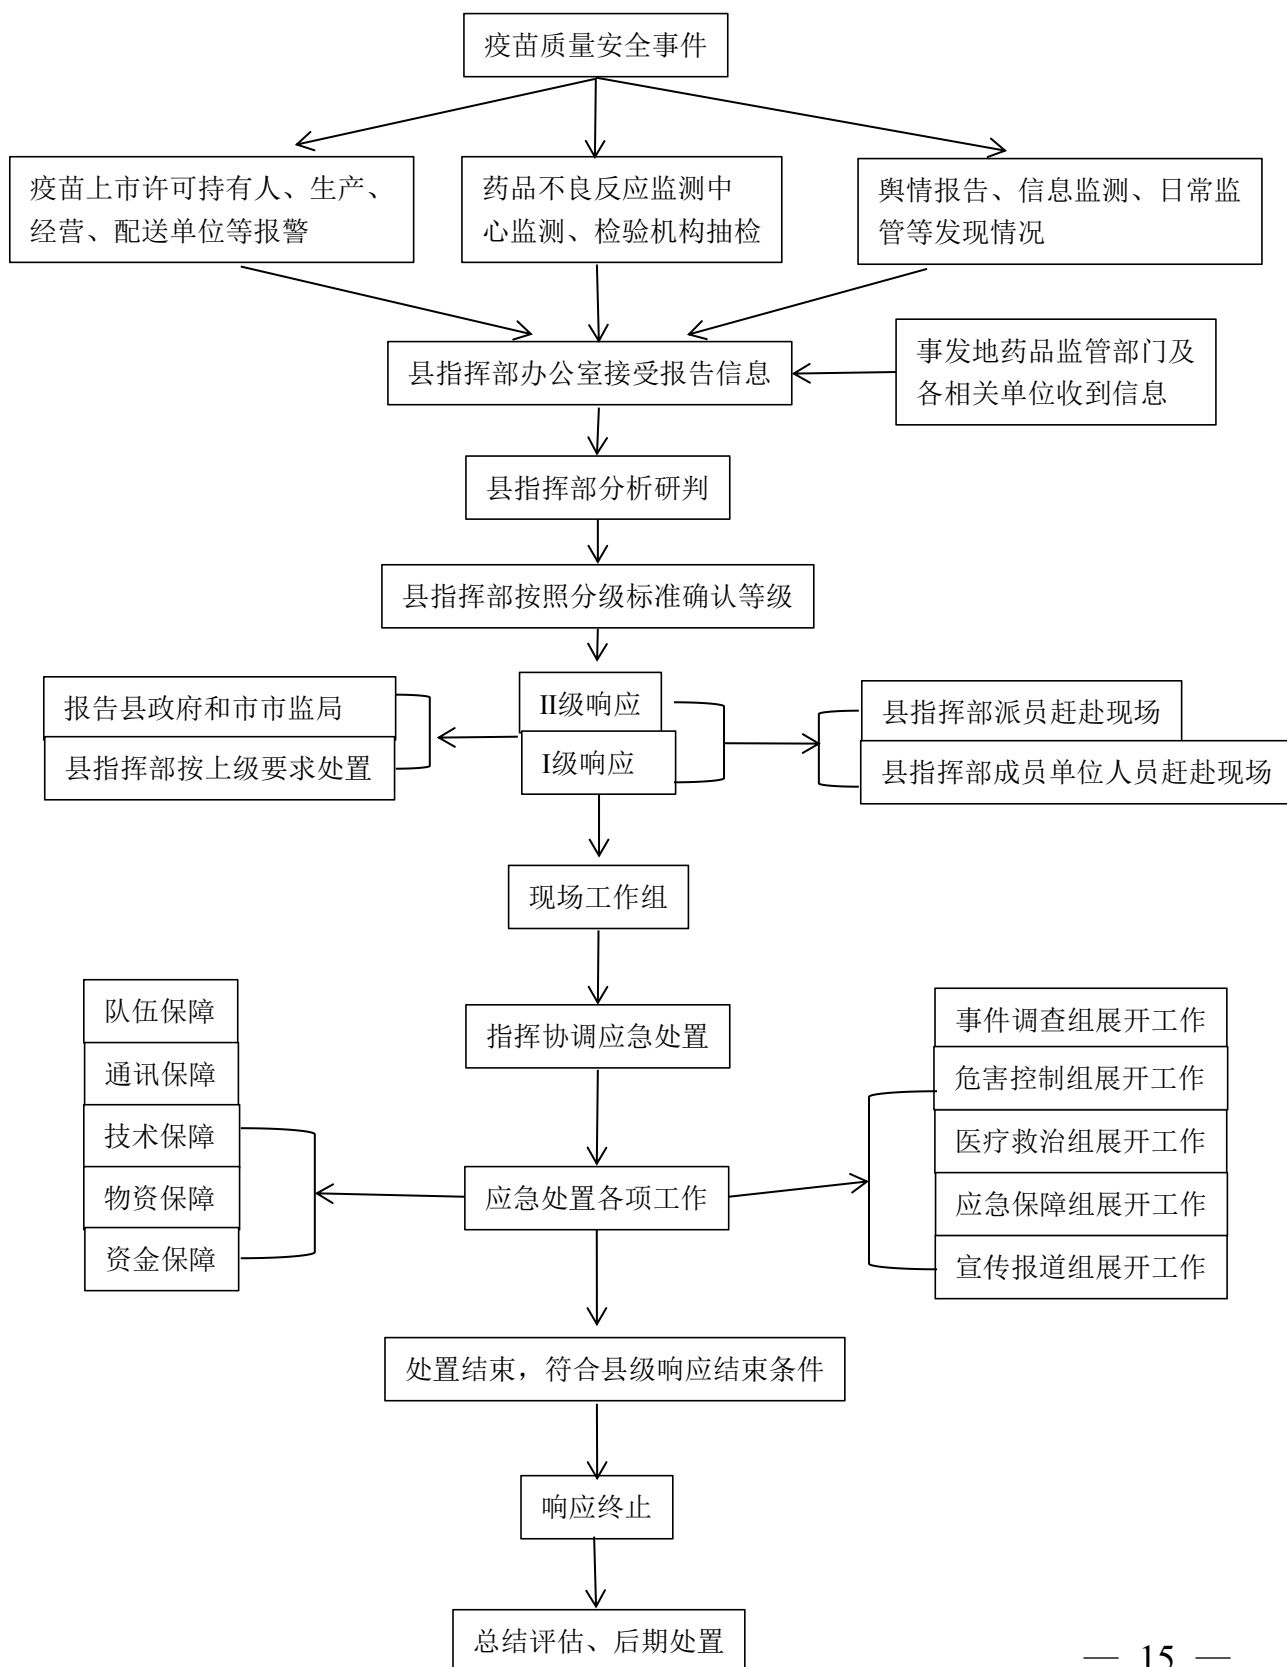 疫苗质量安全事件
疫苗上市许可持有人、生产、
经营、配送单位等报警
药品不良反应监测中
心监测、检验机构抽检
舆情报告、信息监测、日常监
管等发现情况
县指挥部办公室接受报告信息
事发地药品监管部门及
各相关单位收到信息
县指挥部分析研判
县指挥部按照分级标准确认等级
报告县政府和市市监局
县指挥部按上级要求处置
II级响应
I级响应
县指挥部派员赶赴现场
县指挥部成员单位人员赶赴现场
现场工作组
指挥协调应急处置
队伍保障
通讯保障
技术保障
物资保障
资金保障
应急处置各项工作
事件调查组展开工作
危害控制组展开工作
医疗救治组展开工作
应急保障组展开工作
宣传报道组展开工作
处置结束，符合县级响应结束条件
响应终止
总结评估、后期处置
— 15 —